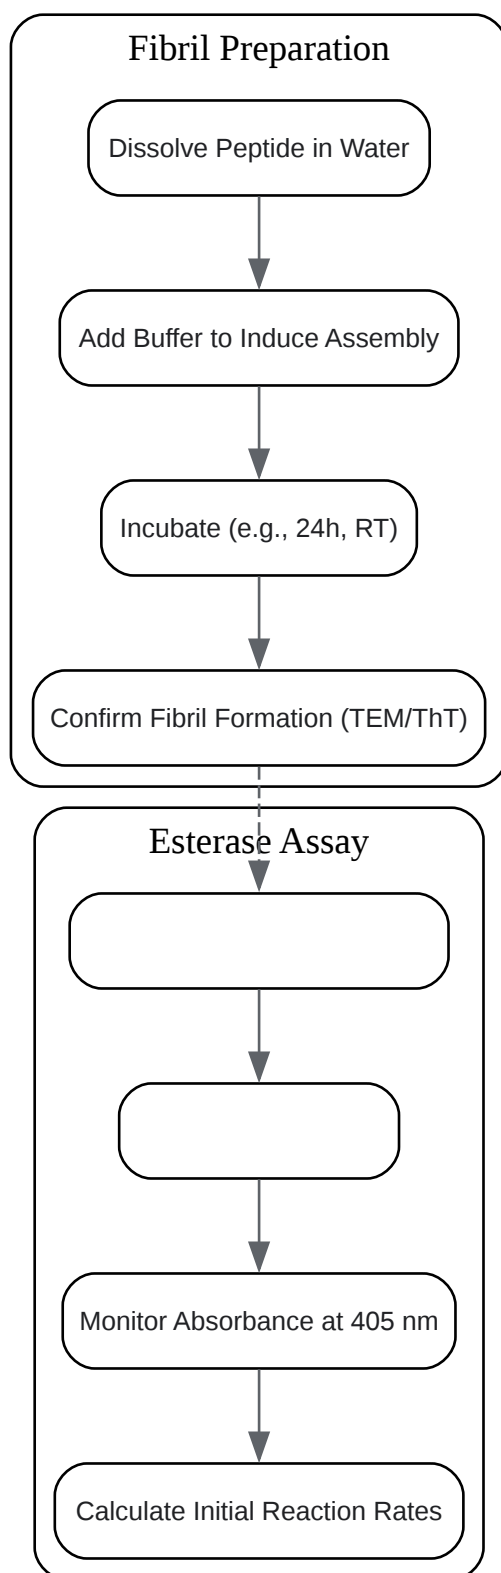 Fibril Preparation
Dissolve Peptide in Water
Add Buffer to Induce Assembly
Incubate (e.g., 24h, RT)
Confirm Fibril Formation (TEM/ThT)
Esterase Assay
Monitor Absorbance at 405 nm
Calculate Initial Reaction Rates